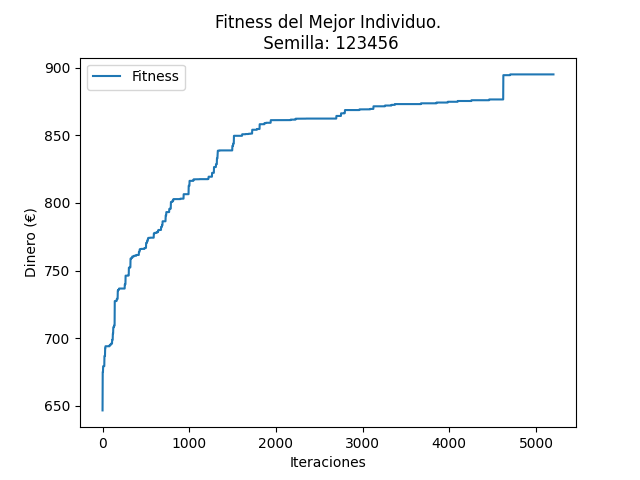 Fitness del Mejor Individuo.
Semilla: 123456
Fitness
900
850
800
750
700
650
Dinero (€)
0 1000 2000 3000 4000 5000
Iteraciones